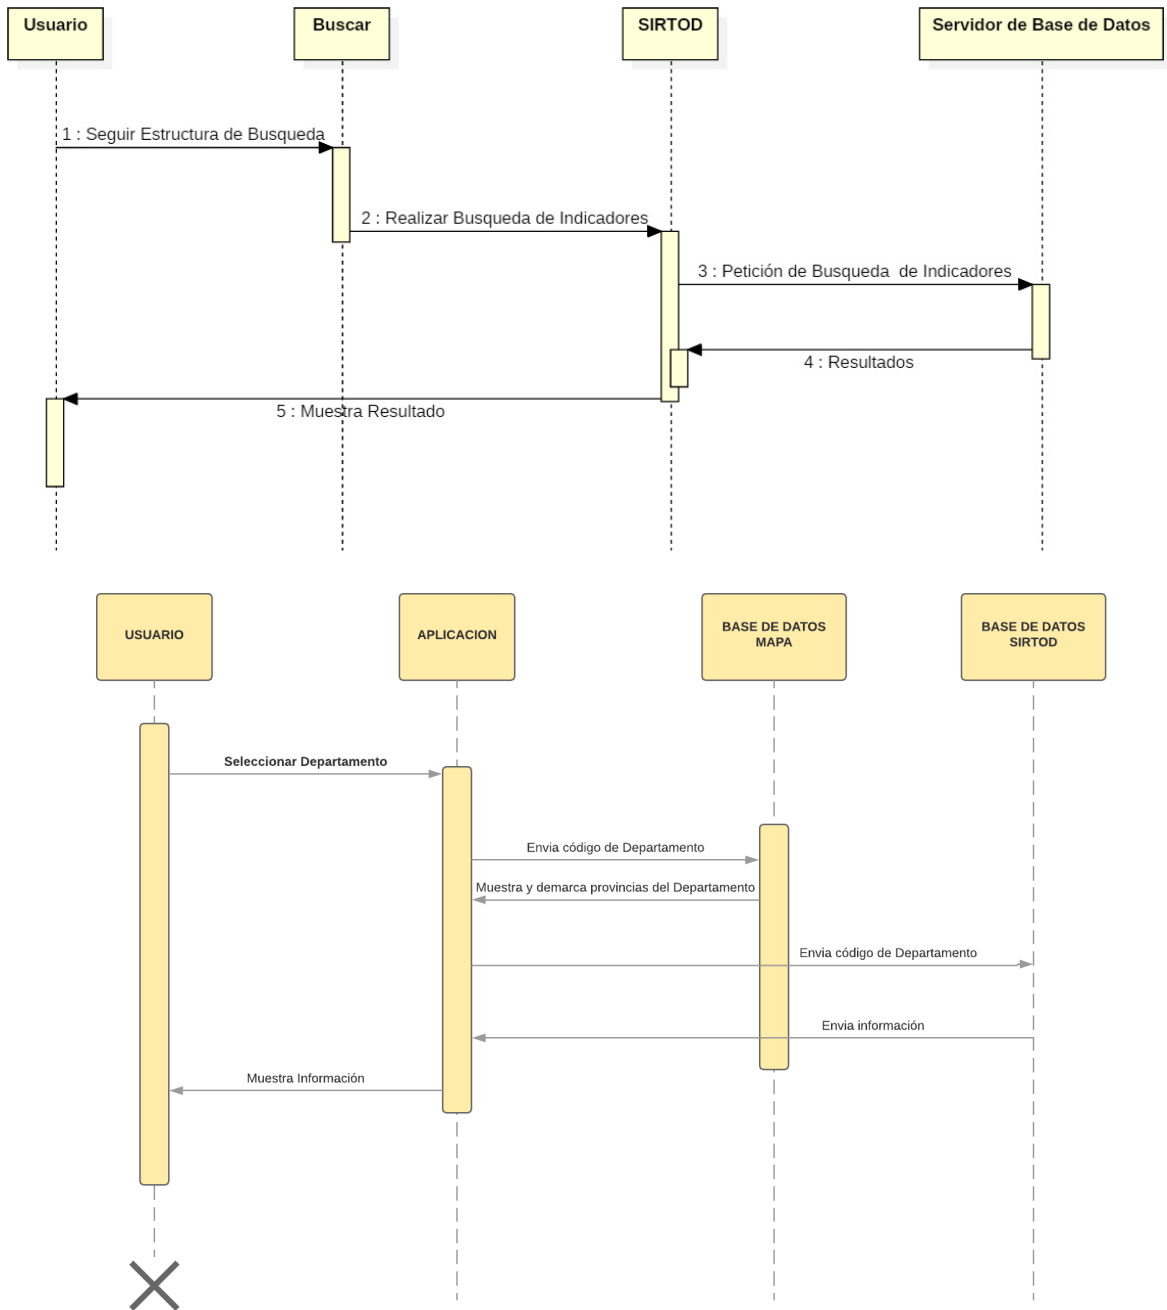 Usuario
Buscar
SIRTOD
Servidor de Base de Datos
1 : Seguir Estructura de Busqueda
2 : Realizar Busqueda de Indicadores
3 : Petición de Busqueda  de Indicadores
4 : Resultados
5 : Muestra Resultado
USUARIO
APLICACION
BASE DE DATOS
MAPA
BASE DE DATOS
SIRTOD
Seleccionar Departamento
Envia código de Departamento
Muestra y demarca provincias del Departamento
Envia código de Departamento
Envia información
Muestra Información